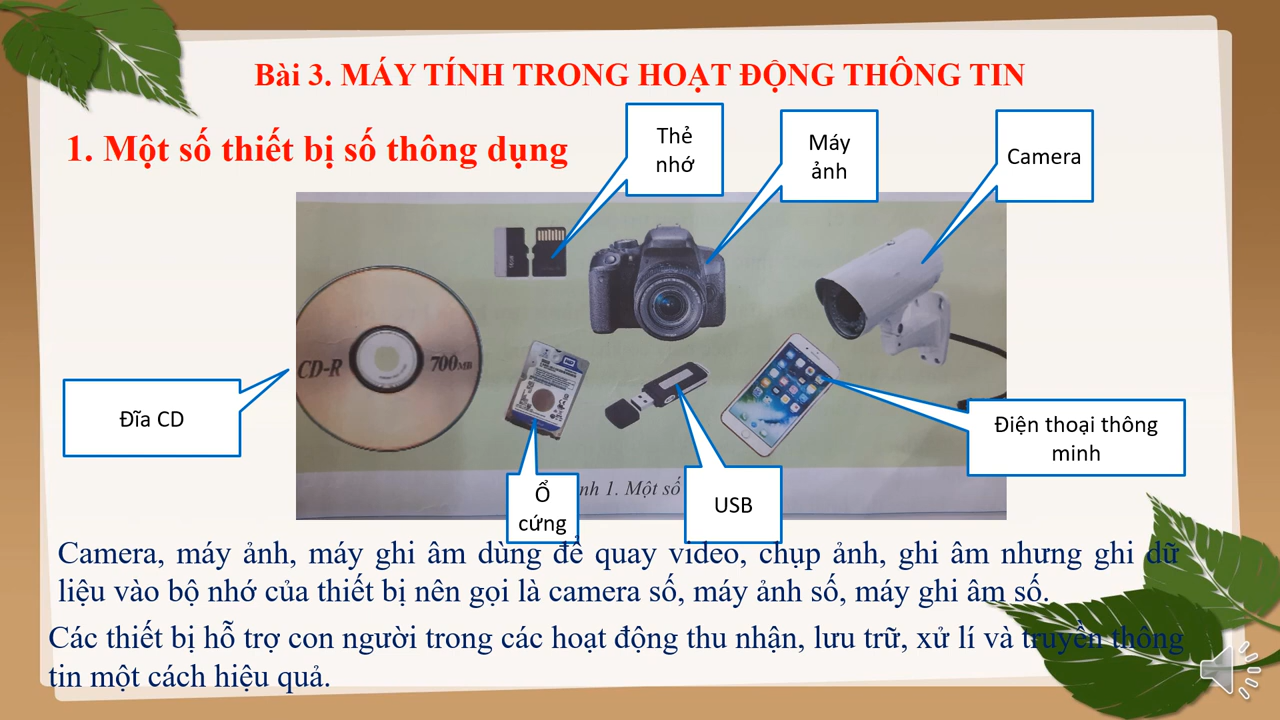 Bài 3. MÁY TÍNH TRONG HOẠT ĐỘNG THÔNG TIN
1. Một số thiết bị số thông dụng
Thẻ
nhớ
Máy
ảnh
Camera
CD-R
700MB
Đĩa CD
Điện thoại thông
minh
Ổ
cứng
USB
nh 1. Một số
Camera, máy ảnh, máy ghi âm dùng để quay video, chụp ảnh, ghi âm nhưng ghi dữ
liệu vào bộ nhớ của thiết bị nên gọi là camera số, máy ảnh số, máy ghi âm số.
Các thiết bị hỗ trợ con người trong các hoạt động thu nhận, lưu trữ, xử lí và truyền thông
tin một cách hiệu quả.